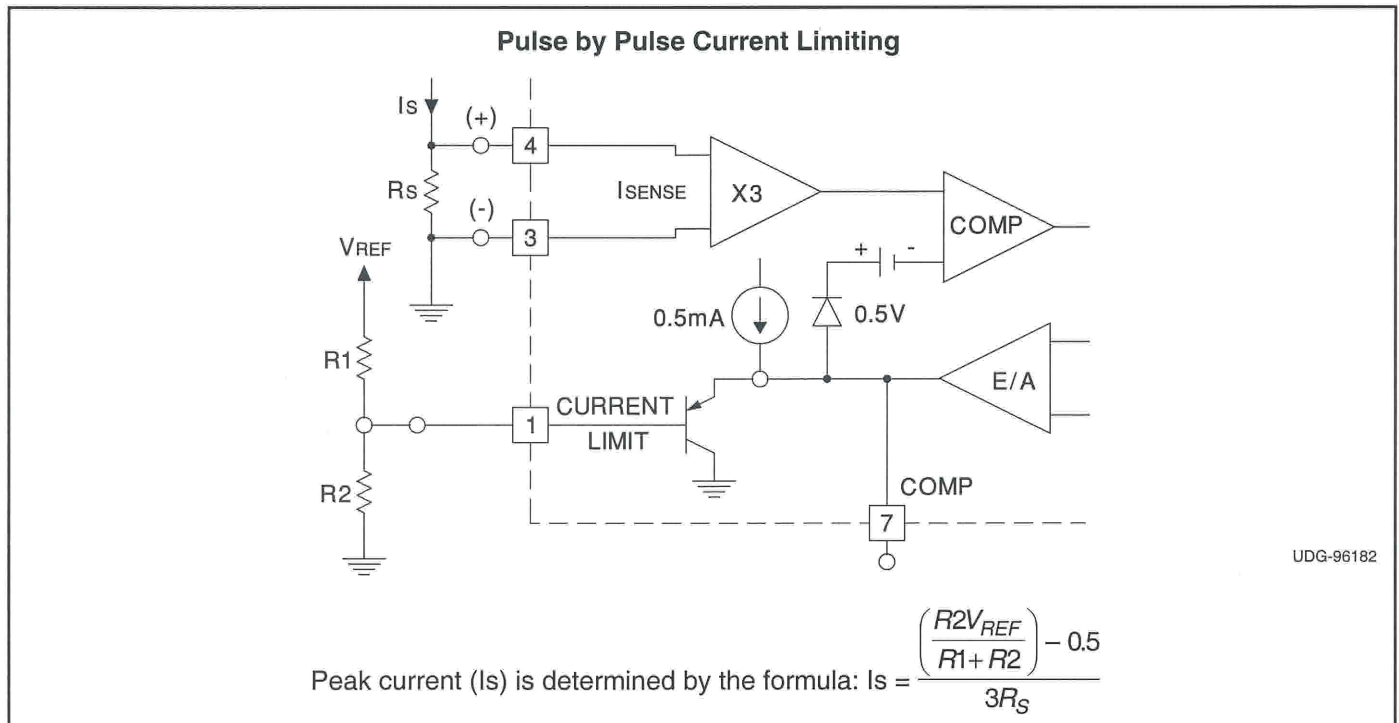 Pulse by Pulse Current Limiting
Is
(+)
4
Rs
ISENSE
X3
(-)
3
COMP
VREF
+ -
0.5mA
0.5V
R1
E/A
1
CURRENT
LIMIT
R2
COMP
7
UDG-96182
Peak current (Is) is determined by the formula: Is = ((R2VREF / R1+R2) – 0.5) / 3RS